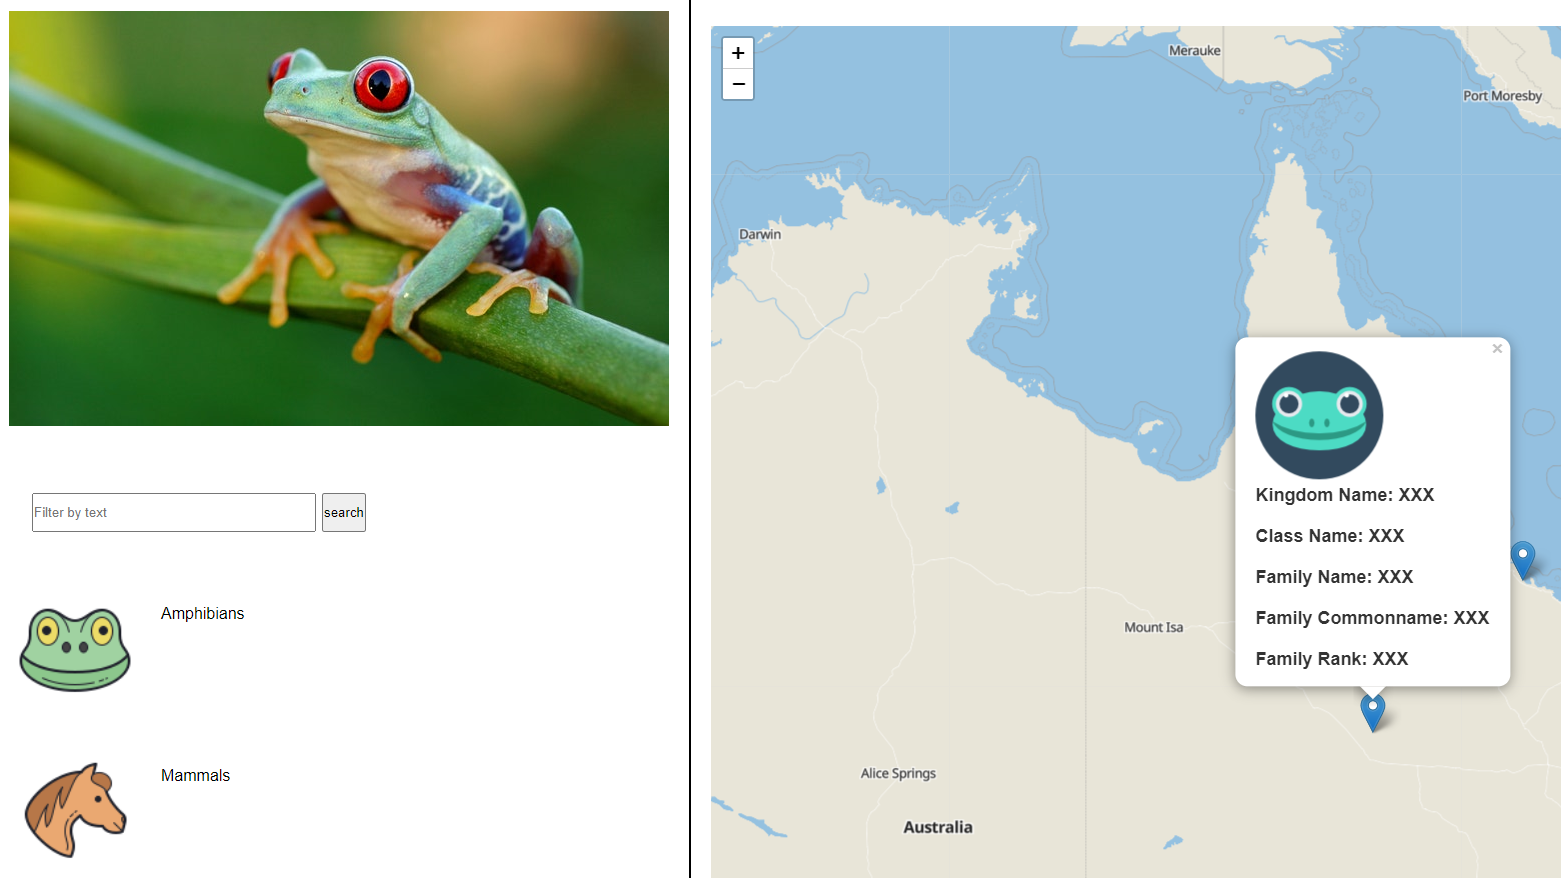 Filter by text
search
Amphibians
Mammals
+
−
Merauke
Port Moresby
Darwin
×
Kingdom Name: XXX
Class Name: XXX
Family Name: XXX
Family Commonname: XXX
Family Rank: XXX
Mount Isa
Alice Springs
Australia